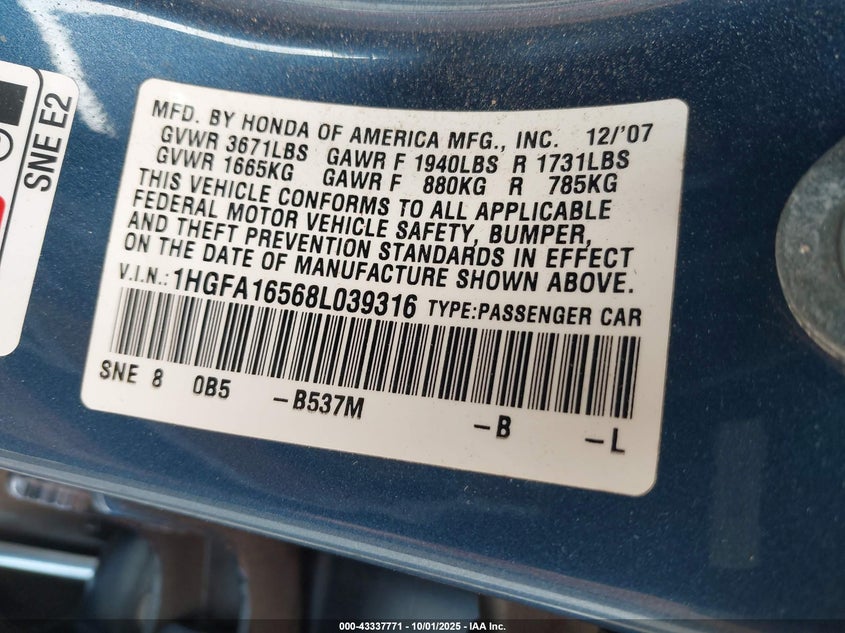 SNE E2
MFD. BY HONDA OF AMERICA MFG., INC. 12/'07
GVWR 3671LBS GAWR F 1940LBS R 1731LBS
GVWR 1665KG GAWR F 880KG R 785KG
THIS VEHICLE CONFORMS TO ALL APPLICABLE
FEDERAL MOTOR VEHICLE SAFETY, BUMPER,
AND THEFT PREVENTION STANDARDS IN EFFECT
ON THE DATE OF MANUFACTURE SHOWN ABOVE.
V.I.N.: 1HGFA16568L039316 TYPE:PASSENGER CAR
SNE 8 0B5 -B537M -B -L
000-43337771 - 10/01/2025 - IAA Inc.